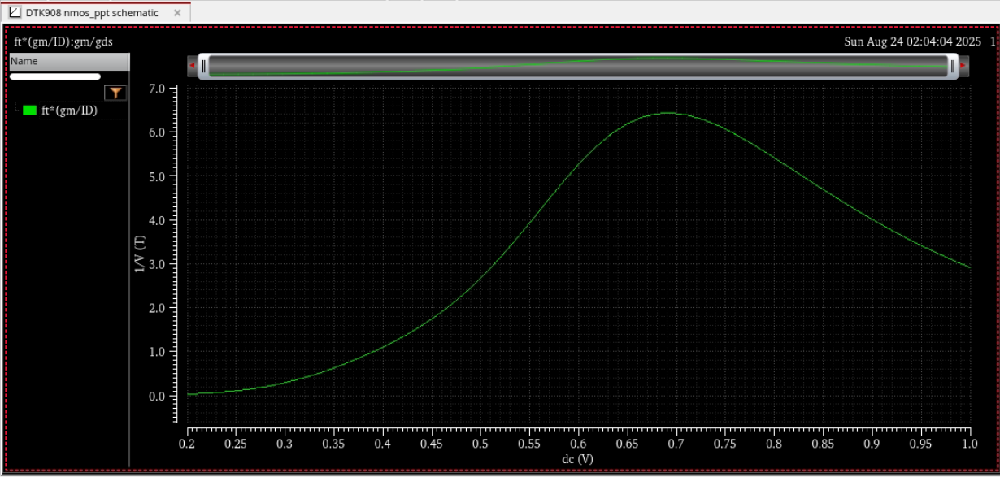 DTK908 nmos_ppt schematic ×
ft*(gm/ID):gm/gds
Sun Aug 24 02:04:04 2025 1
Name
ft*(gm/ID)
7.0
6.0
5.0
4.0
3.0
2.0
1.0
0.0
1/V (T)
0.2 0.25 0.3 0.35 0.4 0.45 0.5 0.55 0.6 0.65 0.7 0.75 0.8 0.85 0.9 0.95 1.0
dc (V)